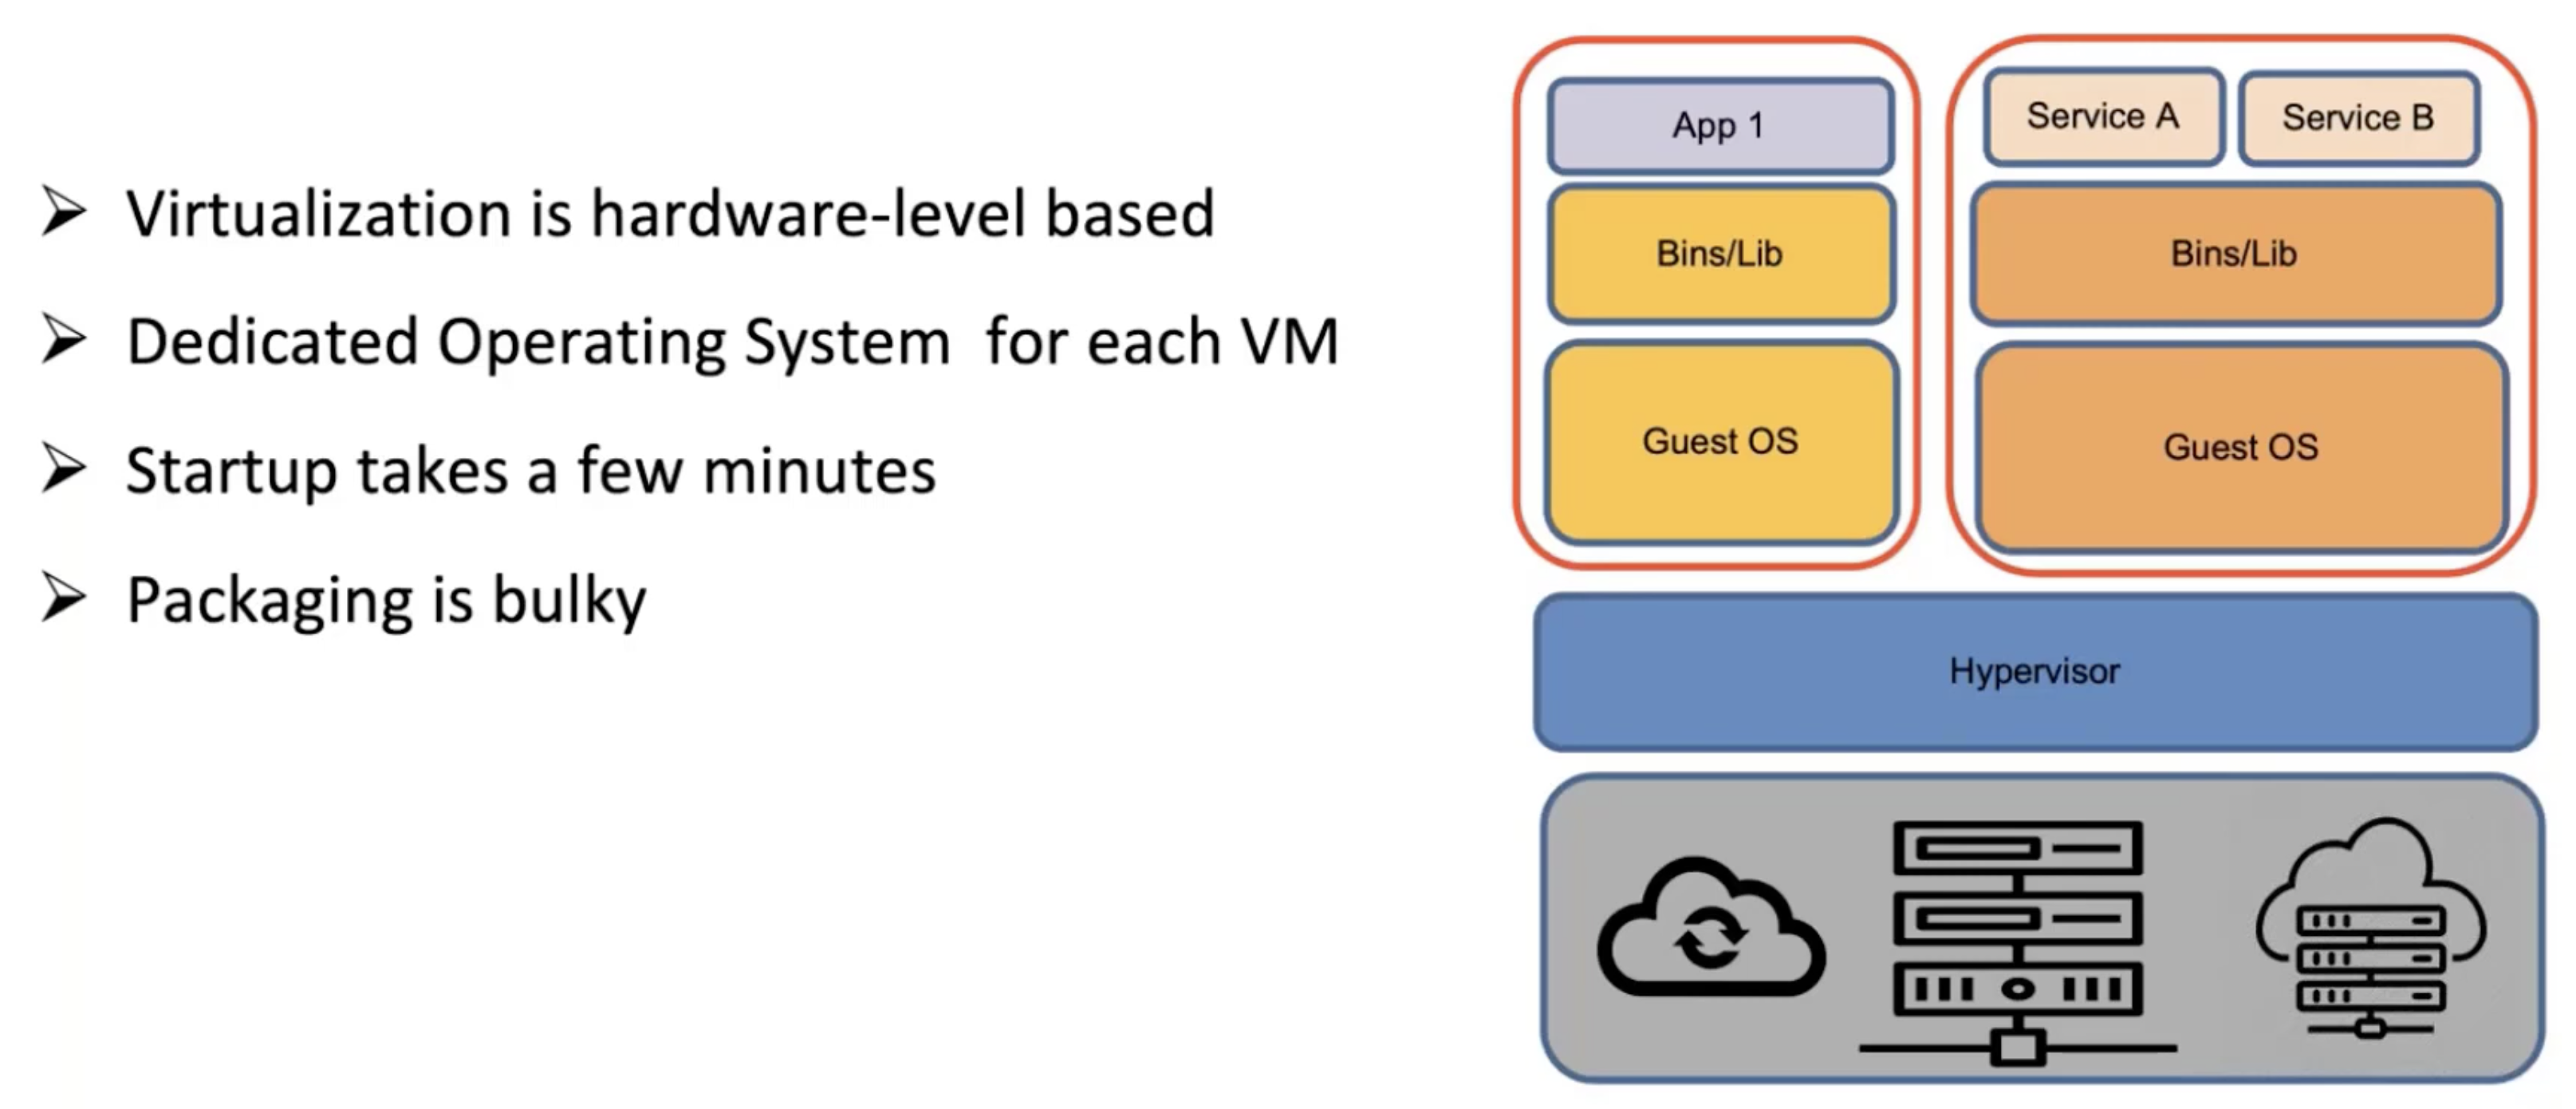 Virtualization is hardware-level based
Dedicated Operating System  for each VM
Startup takes a few minutes
Packaging is bulky
App 1
Bins/Lib
Guest OS
Service A
Service B
Bins/Lib
Guest OS
Hypervisor